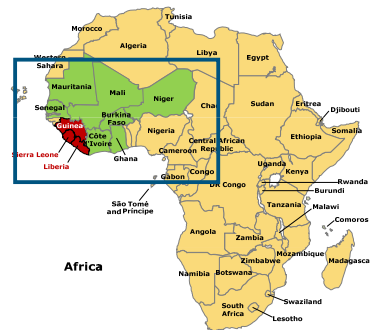 Tunisia
Morocco
Algeria
Libya
Egypt
Western
Sahara
Mauritania
Mali
Niger
Chad
Sudan
Eritrea
Djibouti
Senegal
Burkina
Faso
Guinea
Nigeria
Somalia
Ethiopia
Côte
d'Ivoire
Central African
Republic
Cameroon
Sierra Leone
Ghana
Liberia
Uganda
Kenya
Gabon
Congo
DR Congo
Rwanda
Burundi
São Tomé
and Príncipe
Tanzania
Malawi
Comoros
Angola
Zambia
Mozambique
Zimbabwe
Madagasca
Namibia
Botswana
Africa
Swaziland
South
Africa
Lesotho